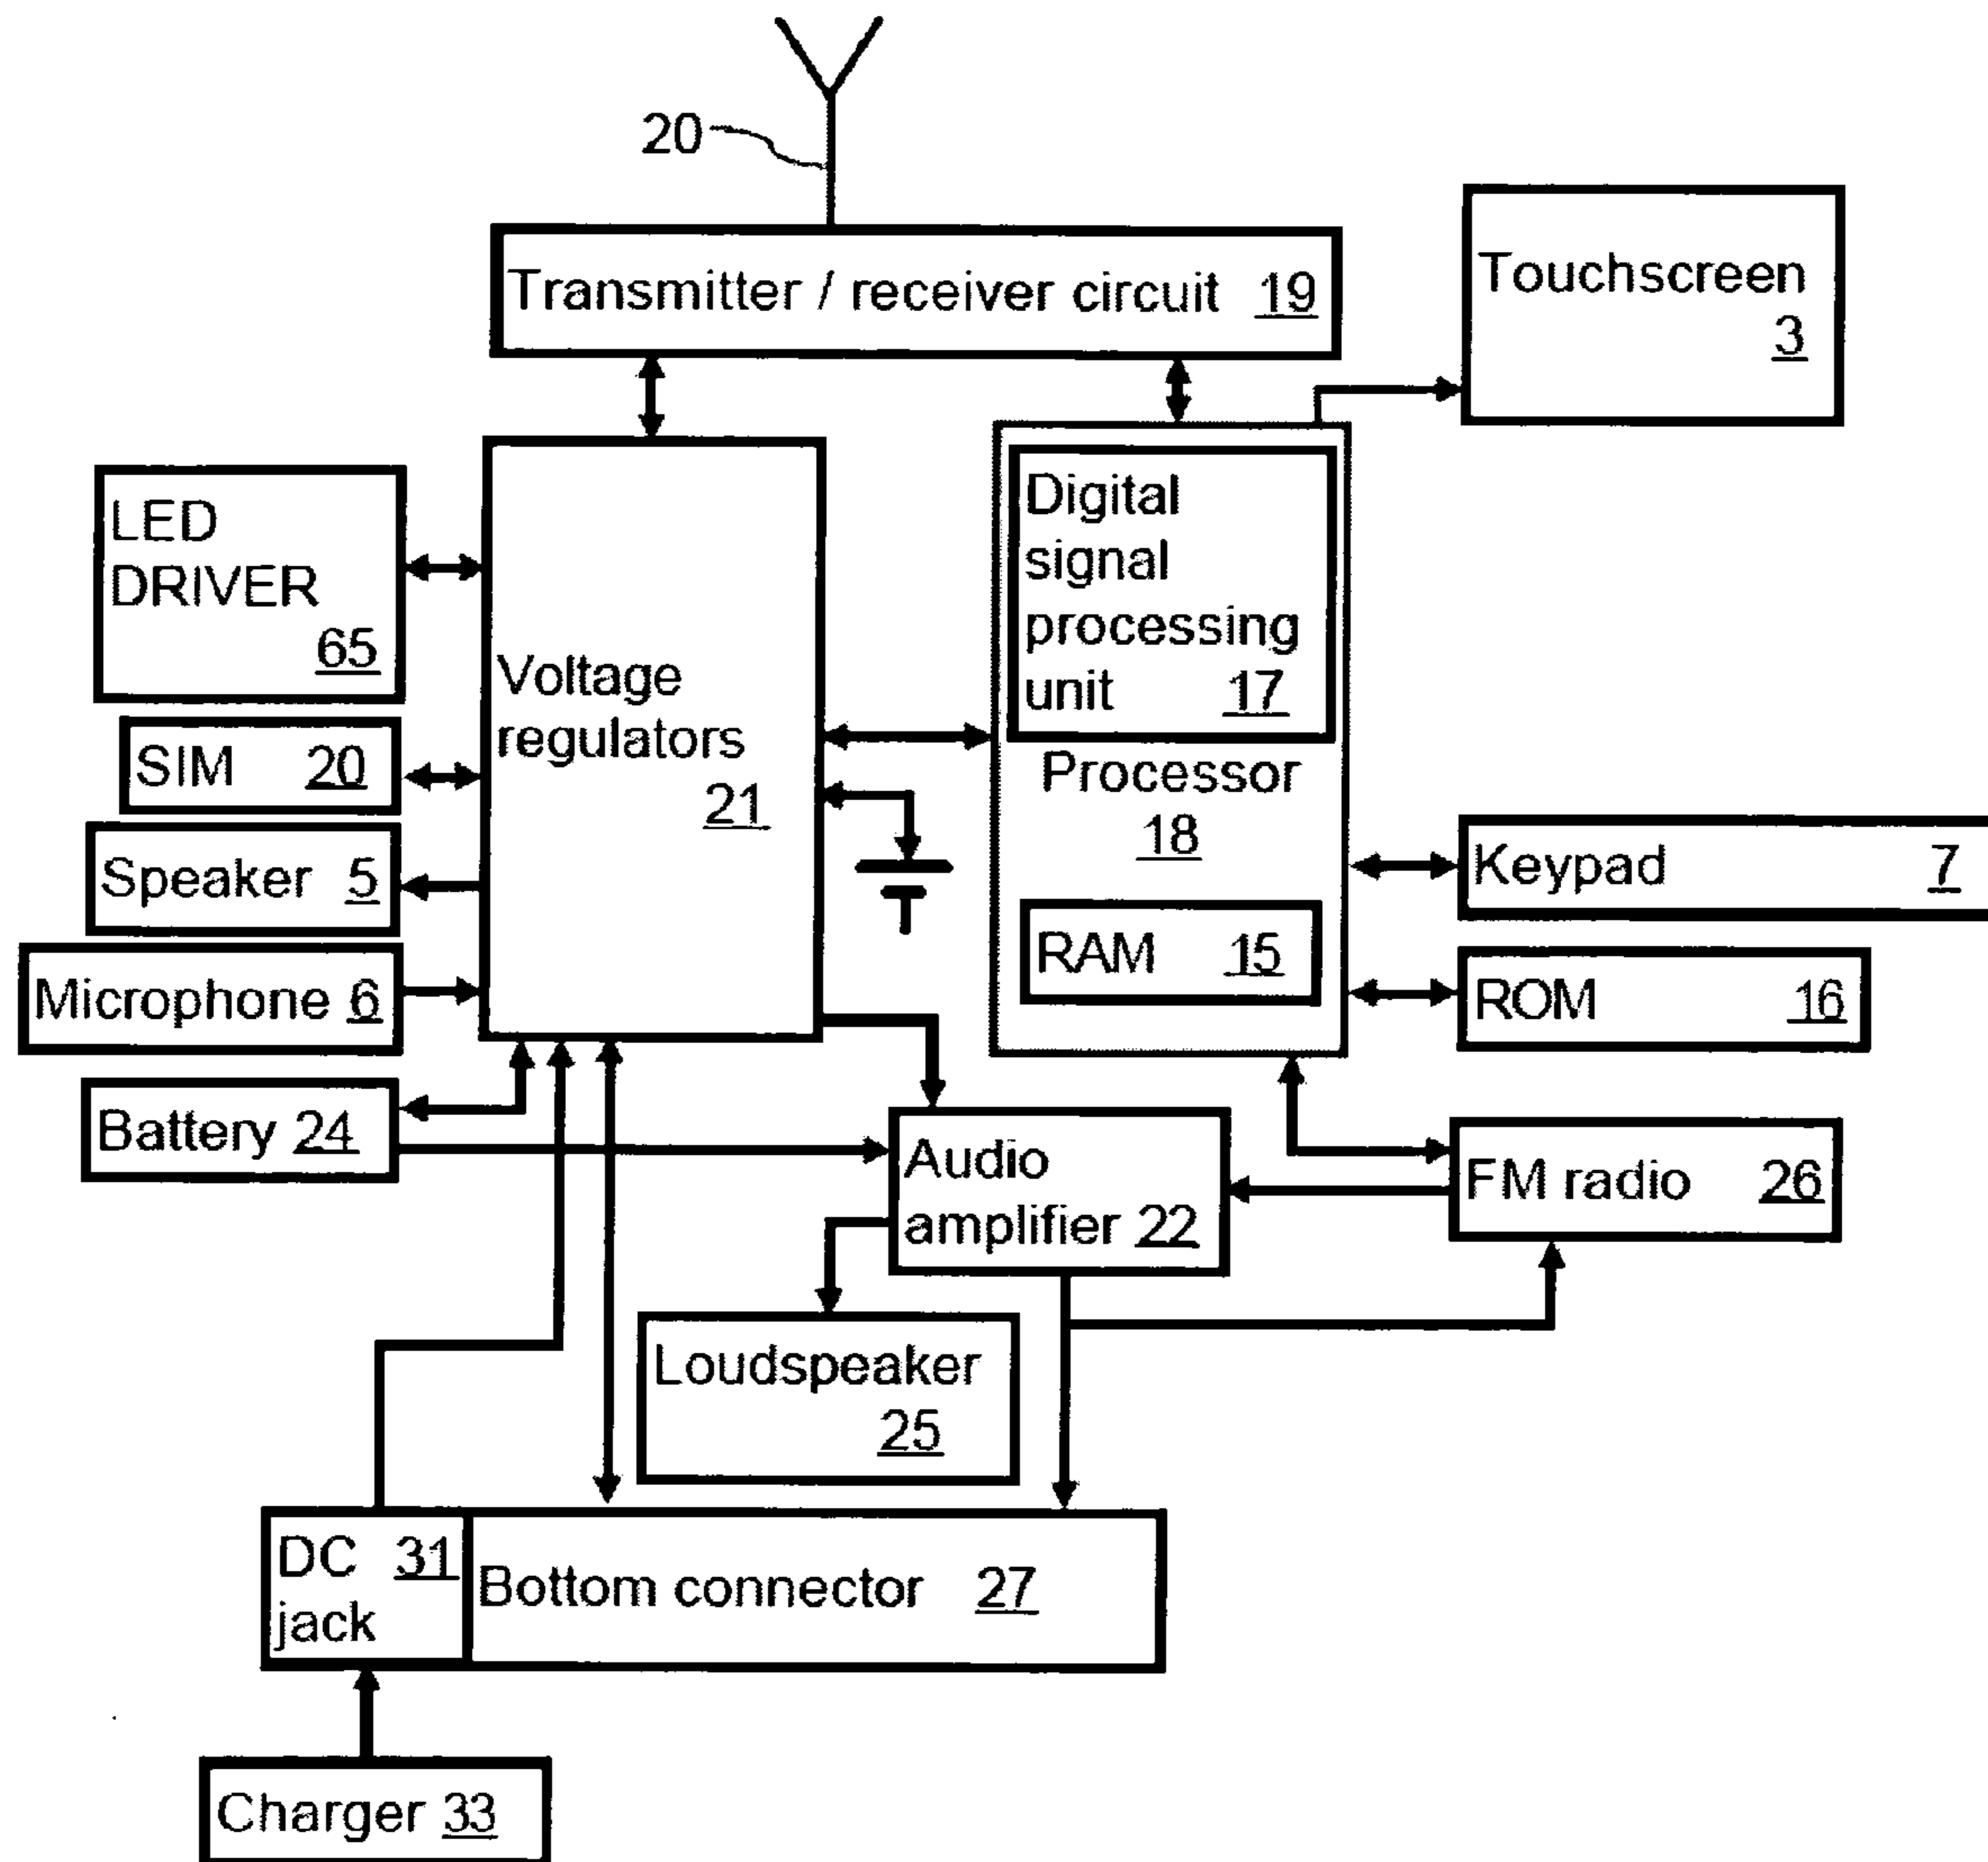 20
Transmitter / receiver circuit 19
Touchscreen
3
LED
DRIVER
65
Digital
signal
processing
unit 17
Voltage
regulators
21
SIM 20
Processor
18
Speaker 5
Keypad 7
Microphone 6
RAM 15
ROM 16
Battery 24
Audio
amplifier 22
FM radio 26
Loudspeaker
25
DC 31
jack
Bottom connector 27
Charger 33